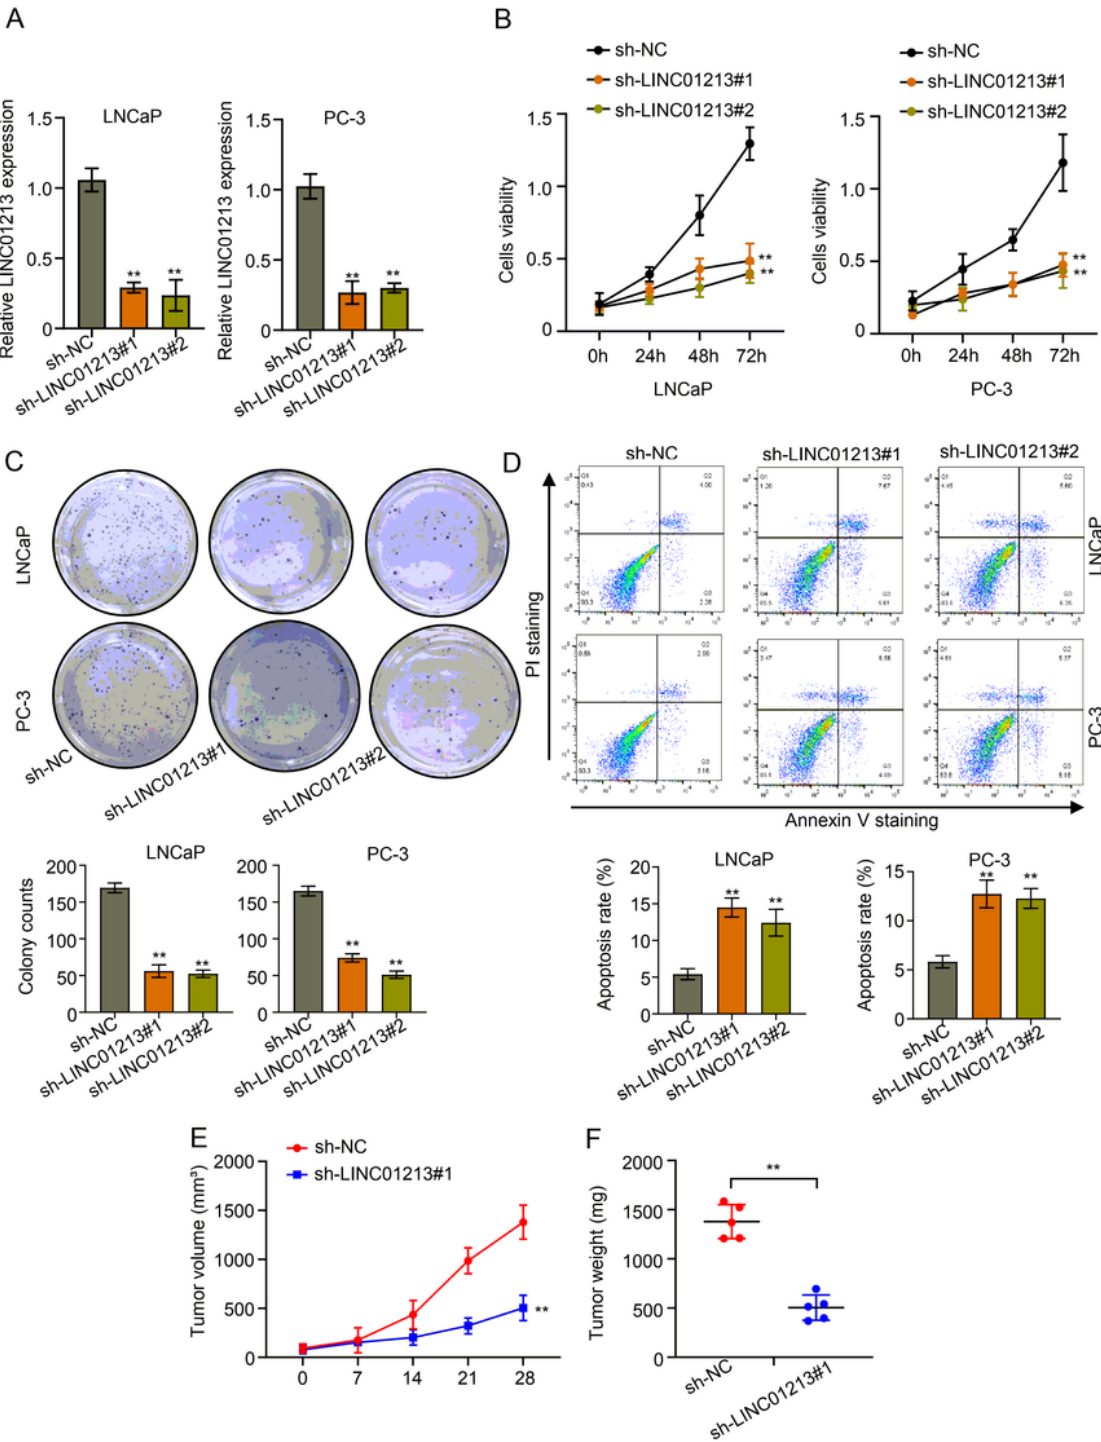 A
B
LNCaP
PC-3
Relative LINC01213 expression
1.5
1.0
0.5
0
**
**
sh-NC
sh-LINC01213#1
sh-LINC01213#2
Relative LINC01213 expression
1.5
1.0
0.5
0
**
**
sh-NC
sh-LINC01213#1
sh-LINC01213#2
sh-NC
sh-LINC01213#1
sh-LINC01213#2
Cells viability
1.5
1.0
0.5
0
**
**
0h 24h 48h 72h
LNCaP
sh-NC
sh-LINC01213#1
sh-LINC01213#2
Cells viability
1.5
1.0
0.5
0
**
**
0h 24h 48h 72h
PC-3
C
LNCaP
PC-3
sh-NC
sh-LINC01213#1
sh-LINC01213#2
LNCaP
Colony counts
200
150
100
50
0
**
**
sh-NC
sh-LINC01213#1
sh-LINC01213#2
PC-3
200
150
100
50
0
**
**
sh-NC
sh-LINC01213#1
sh-LINC01213#2
D
sh-NC
sh-LINC01213#1
sh-LINC01213#2
LNCaP
PC-3
PI staining
Annexin V staining
LNCaP
Apoptosis rate (%)
20
15
10
5
0
**
**
sh-NC
sh-LINC01213#1
sh-LINC01213#2
PC-3
Apoptosis rate (%)
15
10
5
0
**
**
sh-NC
sh-LINC01213#1
sh-LINC01213#2
E
sh-NC
sh-LINC01213#1
Tumor volume (mm³)
2000
1500
1000
500
0
**
0 7 14 21 28
F
Tumor weight (mg)
2000
1500
1000
500
0
**
sh-NC
sh-LINC01213#1